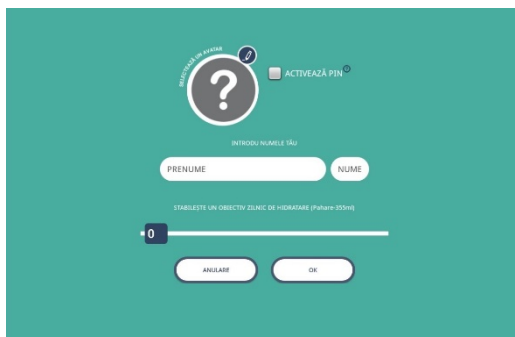 SELECTEAZĂ UN AVATAR
?
ACTIVEAZĂ PIN
INTRODU NUMELE TĂU
PRENUME NUME
STABILEȘTE UN OBIECTIV ZILNIC DE HIDRATARE (Pahare-355ml)
0
ANULARE OK